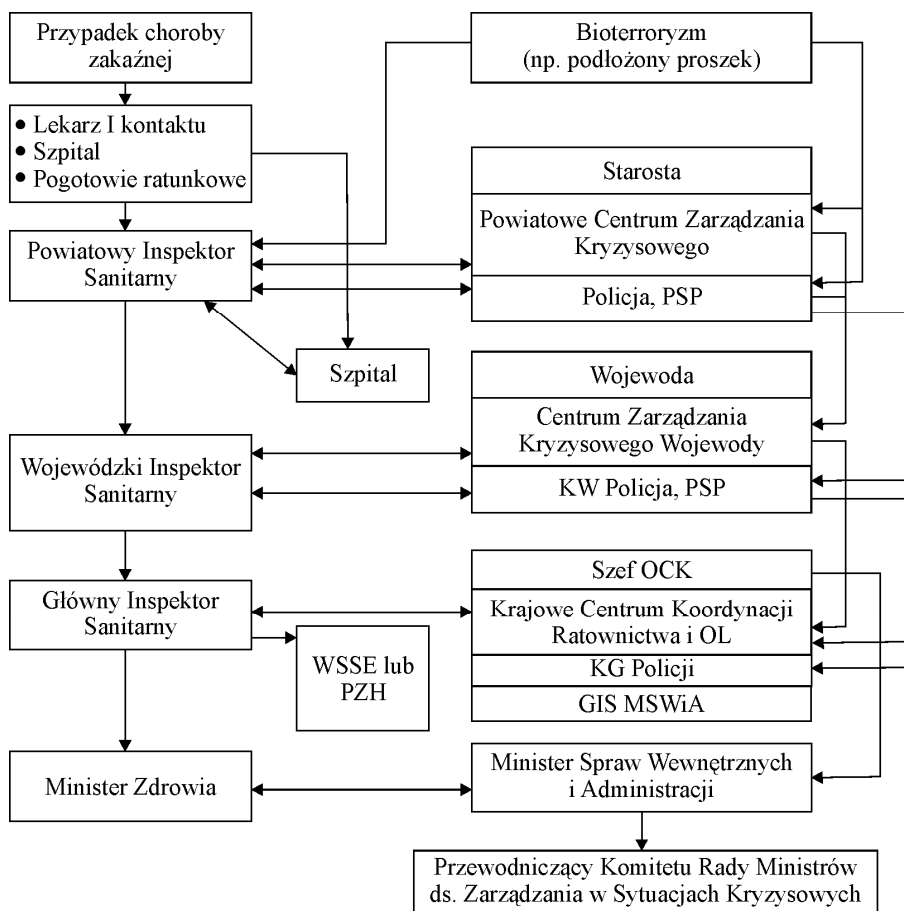 Przypadek choroby
zakaźnej
Bioterroryzm
(np. podłożony proszek)
• Lekarz I kontaktu
• Szpital
• Pogotowie ratunkowe
Starosta
Powiatowe Centrum Zarządzania
Kryzysowego
Policja, PSP
Powiatowy Inspektor
Sanitarny
Szpital
Wojewoda
Centrum Zarządzania
Kryzysowego Wojewody
KW Policja, PSP
Wojewódzki Inspektor
Sanitarny
Szef OCK
Krajowe Centrum Koordynacji
Ratownictwa i OL
KG Policji
GIS MSWiA
Główny Inspektor
Sanitarny
WSSE lub
PZH
Minister Zdrowia
Minister Spraw Wewnętrznych
i Administracji
Przewodniczący Komitetu Rady Ministrów
ds. Zarządzania w Sytuacjach Kryzysowych